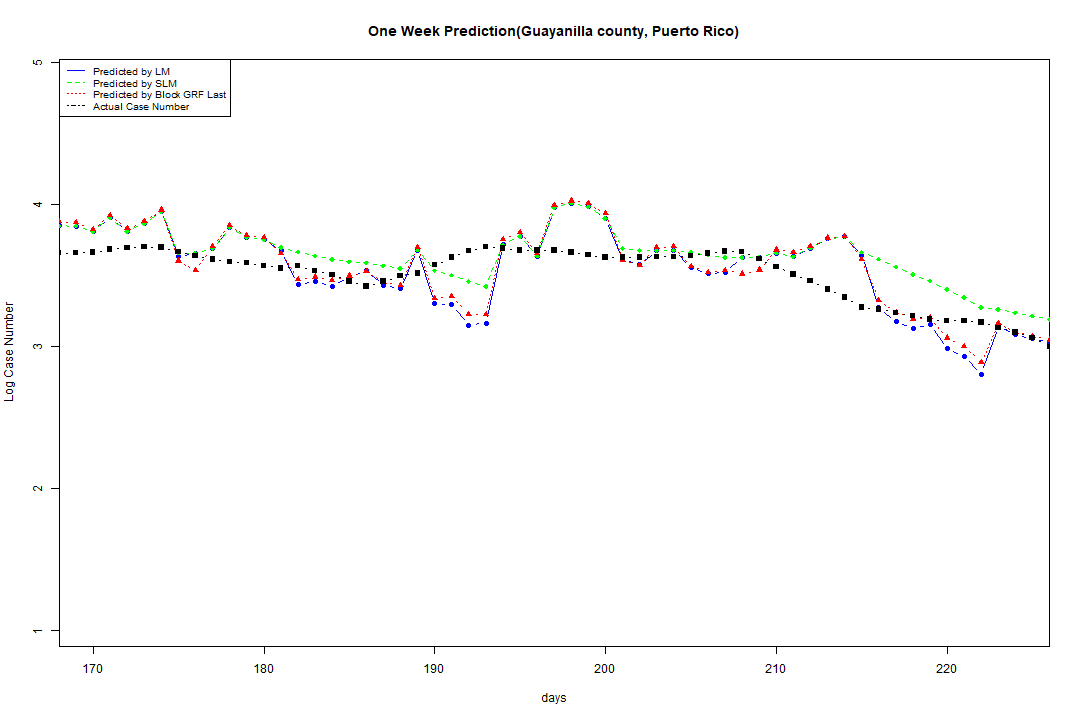 One Week Prediction(Guayanilla county, Puerto Rico)
Predicted by LM
Predicted by SLM
Predicted by Block GRF Last
Actual Case Number
5
4
3
2
1
Log Case Number
170 180 190 200 210 220
days